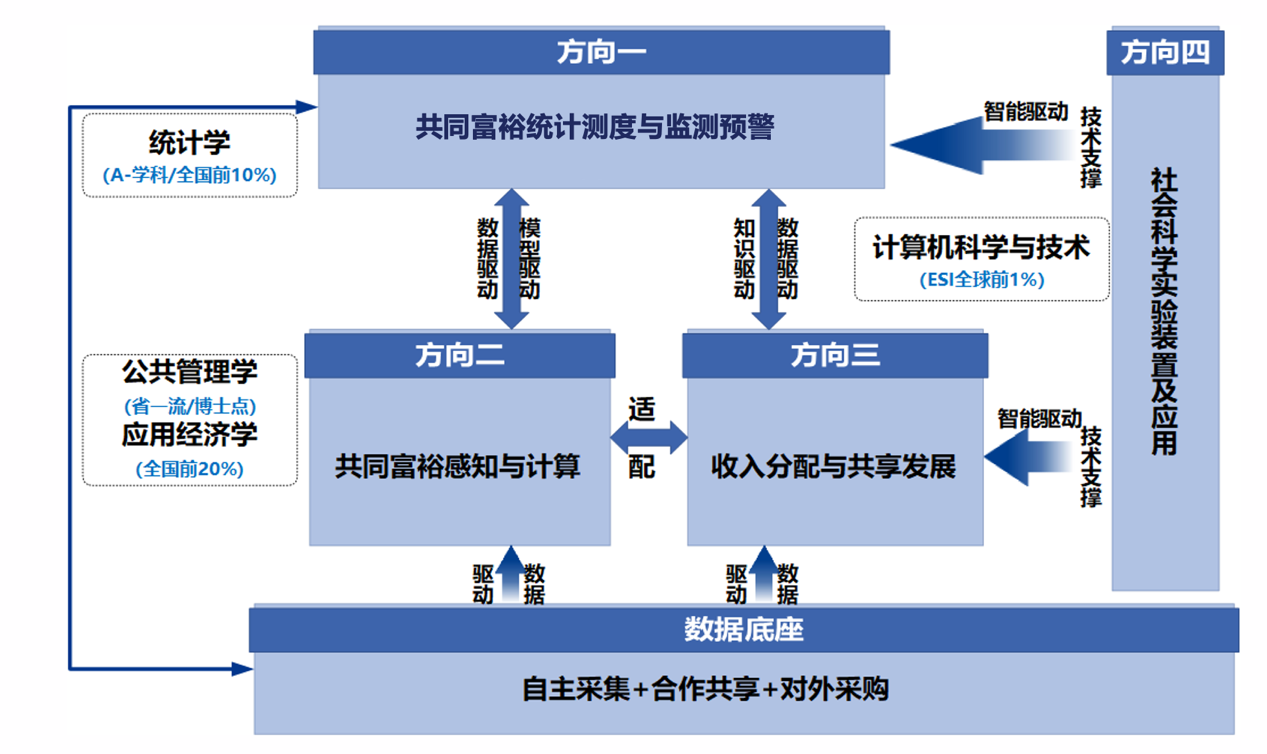 方向一
共同富裕统计测度与监测预警
方向四
社会科学实验装置及应用
统计学
(A-学科/全国前10%)
智能驱动
技术支撑
数据驱动
模型驱动
知识驱动
数据驱动
计算机科学与技术
(ESI全球前1%)
公共管理学
(省一流/博士点)
应用经济学
(全国前20%)
方向二
共同富裕感知与计算
适
配
方向三
收入分配与共享发展
智能驱动
技术支撑
驱动
数据
驱动
数据
数据底座
自主采集+合作共享+对外采购